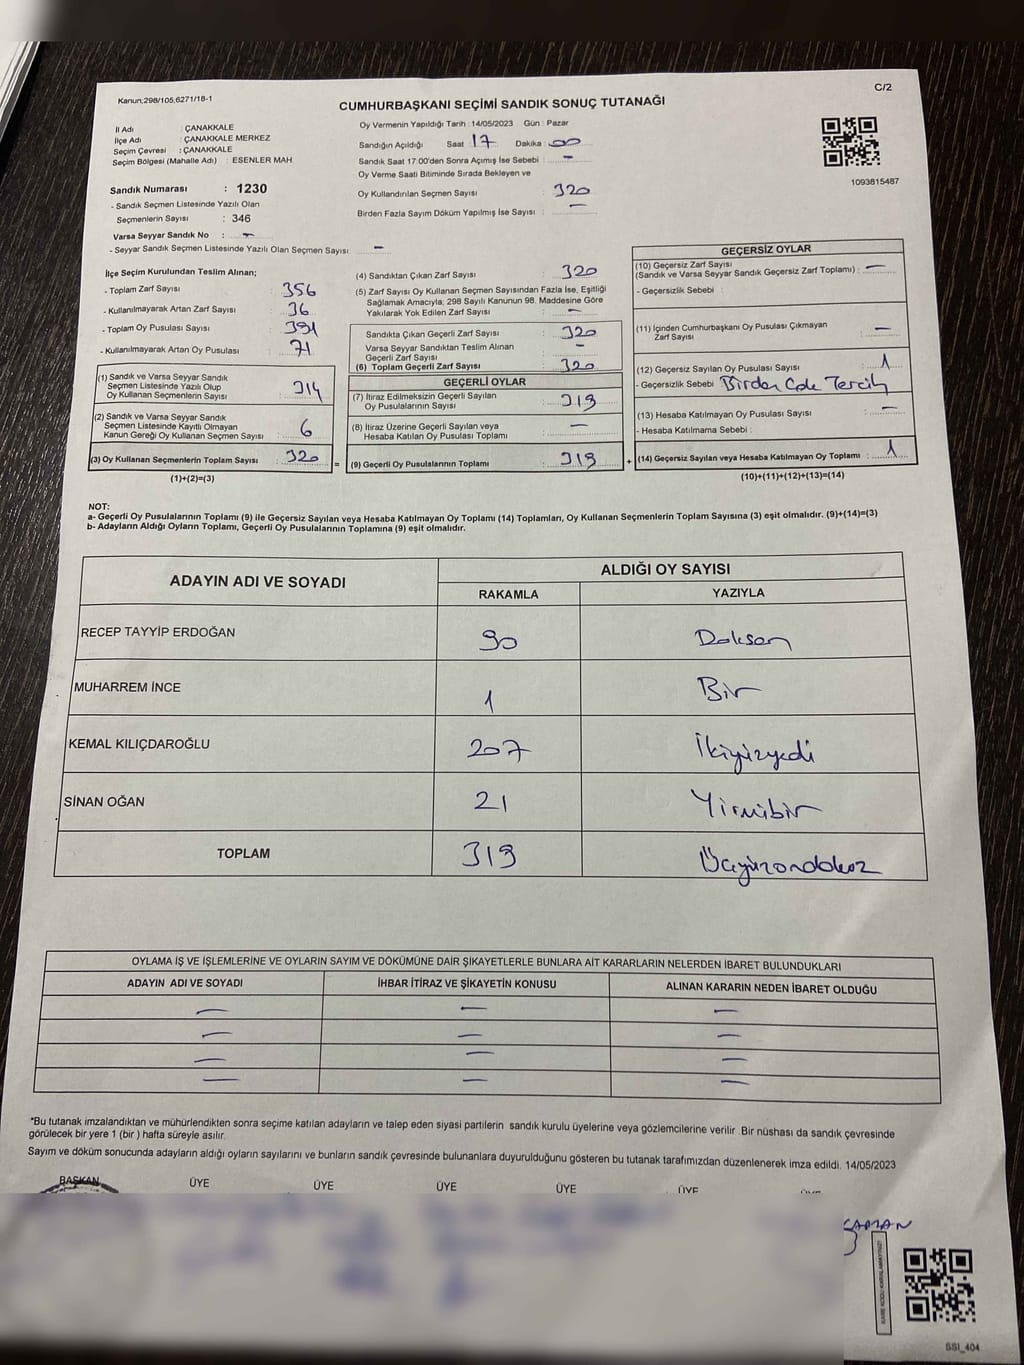 Kanun;298/105,6271/18-1
C/2
CUMHURBAŞKANI SEÇİMİ SANDIK SONUÇ TUTANAĞI
İl Adı : ÇANAKKALE
İlçe Adı : ÇANAKKALE MERKEZ
Seçim Çevresi : ÇANAKKALE
Seçim Bölgesi (Mahalle Adı) : ESENLER MAH
Oy Vermenin Yapıldığı Tarih : 14/05/2023 Gün : Pazar
Sandığın Açıldığı Saat 17 Dakika : 00
Sandık Saat 17:00'den Sonra Açımış İse Sebebi : -
Oy Verme Saati Bitiminde Sırada Bekleyen ve
Oy Kullandırılan Seçmen Sayısı : 320
Birden Fazla Sayım Döküm Yapılmış İse Sayısı : -
1093815487
Sandık Numarası : 1230
- Sandık Seçmen Listesinde Yazılı Olan
Seçmenlerin Sayısı : 346
Varsa Seyyar Sandık No : -
- Seyyar Sandık Seçmen Listesinde Yazılı Olan Seçmen Sayısı : -
İlçe Seçim Kurulundan Teslim Alınan;
- Toplam Zarf Sayısı : 356
- Kullanılmayarak Artan Zarf Sayısı : 36
- Toplam Oy Pusulası Sayısı : 391
- Kullanılmayarak Artan Oy Pusulası : 71
(1) Sandık ve Varsa Seyyar Sandık
Seçmen Listesinde Yazılı Olup
Oy Kullanan Seçmenlerin Sayısı : 314
(2) Sandık ve Varsa Seyyar Sandık
Seçmen Listesinde Kayıtlı Olmayan
Kanun Gereği Oy Kullanan Seçmen Sayısı : 6
(3) Oy Kullanan Seçmenlerin Toplam Sayısı : 320
(1)+(2)=(3)
(4) Sandıktan Çıkan Zarf Sayısı : 320
(5) Zarf Sayısı Oy Kullanan Seçmen Sayısından Fazla İse, Eşitliği
Sağlamak Amacıyla; 298 Sayılı Kanunun 98. Maddesine Göre
Yakılarak Yok Edilen Zarf Sayısı : -
Sandıkta Çıkan Geçerli Zarf Sayısı : 320
Varsa Seyyar Sandıktan Teslim Alınan
Geçerli Zarf Sayısı : -
(6) Toplam Geçerli Zarf Sayısı : 320
GEÇERLİ OYLAR
(7) İtiraz Edilmeksizin Geçerli Sayılan
Oy Pusulalarının Sayısı : 319
(8) İtiraz Üzerine Geçerli Sayılan veya
Hesaba Katılan Oy Pusulası Toplamı : -
= (9) Geçerli Oy Pusulalarının Toplamı : 319
GEÇERSİZ OYLAR
(10) Geçersiz Zarf Sayısı
(Sandık ve Varsa Seyyar Sandık Geçersiz Zarf Toplamı) : -
- Geçersizlik Sebebi :
(11) İçinden Cumhurbaşkanı Oy Pusulası Çıkmayan
Zarf Sayısı : -
(12) Geçersiz Sayılan Oy Pusulası Sayısı : 1
- Geçersizlik Sebebi Birden Çok Tercih
(13) Hesaba Katılmayan Oy Pusulası Sayısı : -
- Hesaba Katılmama Sebebi :
+ (14) Geçersiz Sayılan veya Hesaba Katılmayan Oy Toplamı : 1
(10)+(11)+(12)+(13)=(14)
NOT:
a- Geçerli Oy Pusulalarının Toplamı (9) ile Geçersiz Sayılan veya Hesaba Katılmayan Oy Toplamı (14) Toplamları, Oy Kullanan Seçmenlerin Toplam Sayısına (3) eşit olmalıdır. (9)+(14)=(3)
b- Adayların Aldığı Oyların Toplamı, Geçerli Oy Pusulalarının Toplamına (9) eşit olmalıdır.
ADAYIN ADI VE SOYADI
ALDIĞI OY SAYISI
RAKAMLA YAZIYLA
RECEP TAYYİP ERDOĞAN 90 Doksan
MUHARREM İNCE 1 Bir
KEMAL KILIÇDAROĞLU 207 İkiyüzyedi
SİNAN OĞAN 21 Yirmibir
TOPLAM 319 Üçyüzondokuz
OYLAMA İŞ VE İŞLEMLERİNE VE OYLARIN SAYIM VE DÖKÜMÜNE DAİR ŞİKAYETLERLE BUNLARA AİT KARARLARIN NELERDEN İBARET BULUNDUKLARI
ADAYIN ADI VE SOYADI İHBAR İTİRAZ VE ŞİKAYETİN KONUSU ALINAN KARARIN NEDEN İBARET OLDUĞU
- - -
- - -
- - -
- - -
*Bu tutanak imzalandıktan ve mühürlendikten sonra seçime katılan adayların ve talep eden siyasi partilerin sandık kurulu üyelerine veya gözlemcilerine verilir. Bir nüshası da sandık çevresinde
görülecek bir yere 1 (bir ) hafta süreyle asılır.
Sayım ve döküm sonucunda adayların aldığı oyların sayılarını ve bunların sandık çevresinde bulunanlara duyurulduğunu gösteren bu tutanak tarafımızdan düzenlenerek imza edildi. 14/05/2023
BAŞKAN ÜYE ÜYE ÜYE ÜYE ÜYE
SSI_404